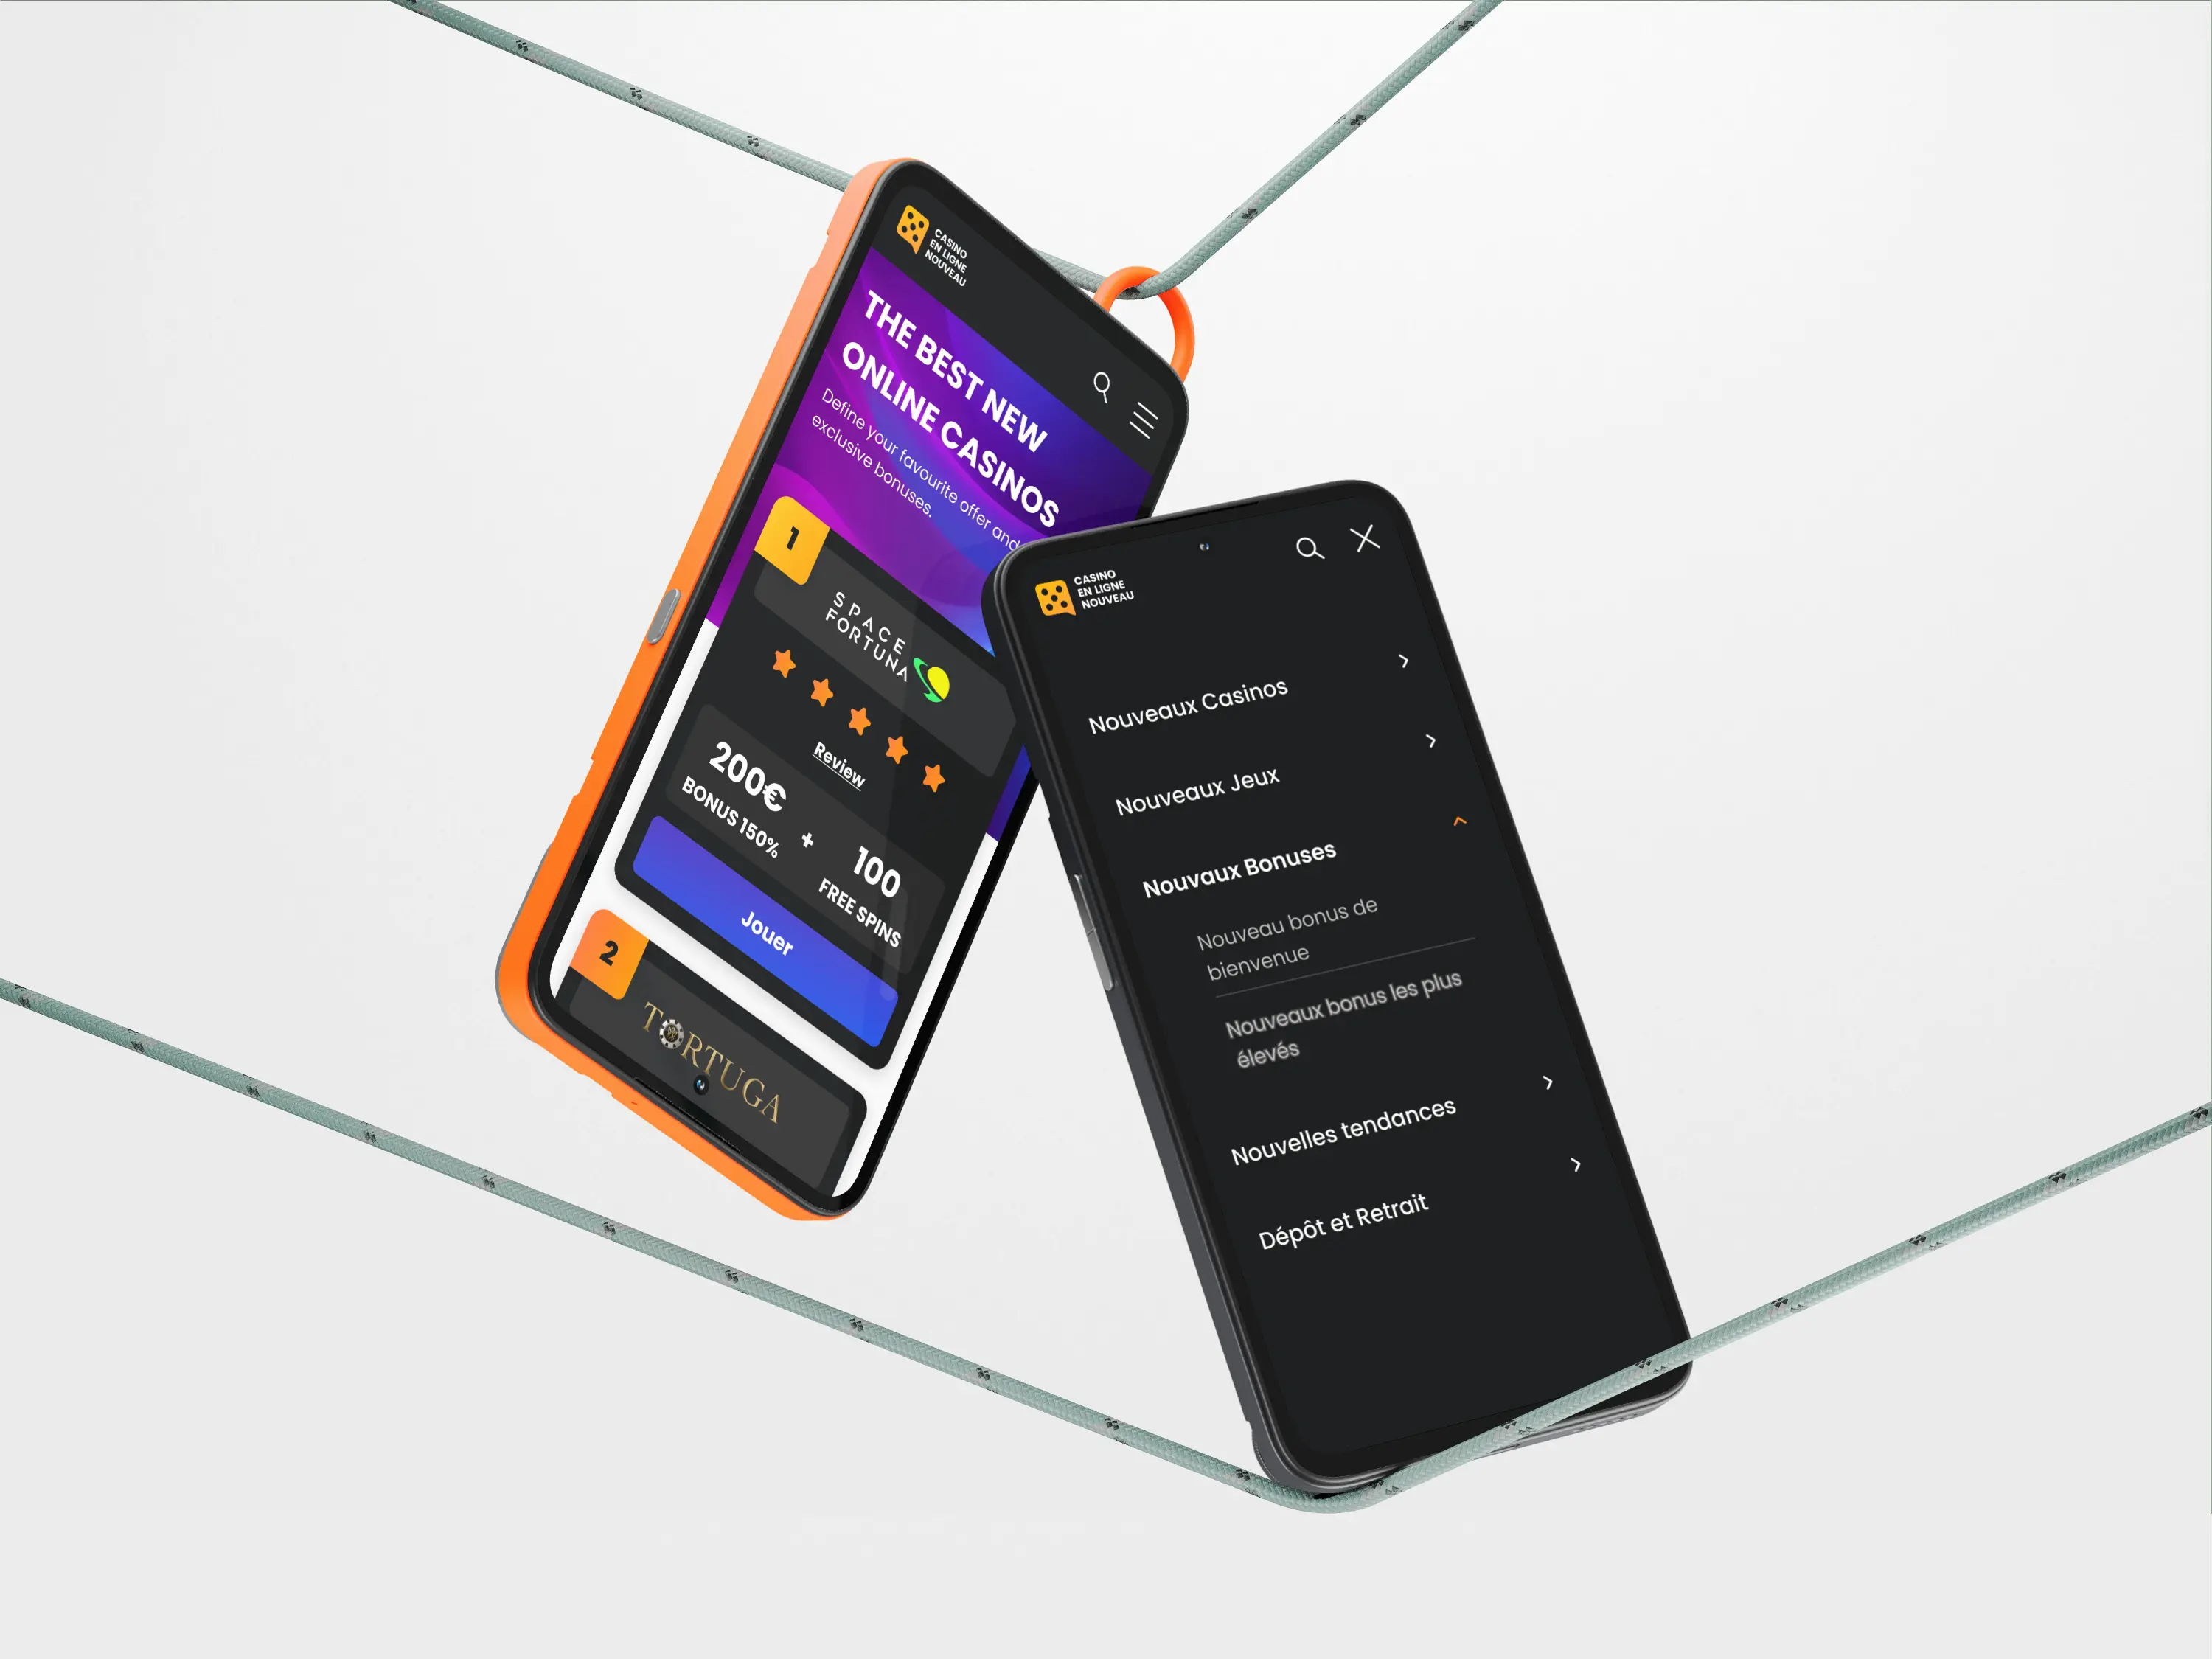 CASINO
EN LIGNE
NOUVEAU
THE BEST NEW
ONLINE CASINOS
Define your favourite offer and
exclusive bonuses.
1
SPACE
FORTUNA
Review
200€
BONUS 150%
+
100
FREE SPINS
Jouer
2
TORTUGA
CASINO
EN LIGNE
NOUVEAU
Nouveaux Casinos
Nouveaux Jeux
Nouvaux Bonuses
Nouveau bonus de
bienvenue
Nouveaux bonus les plus
élevés
Nouvelles tendances
Dépôt et Retrait